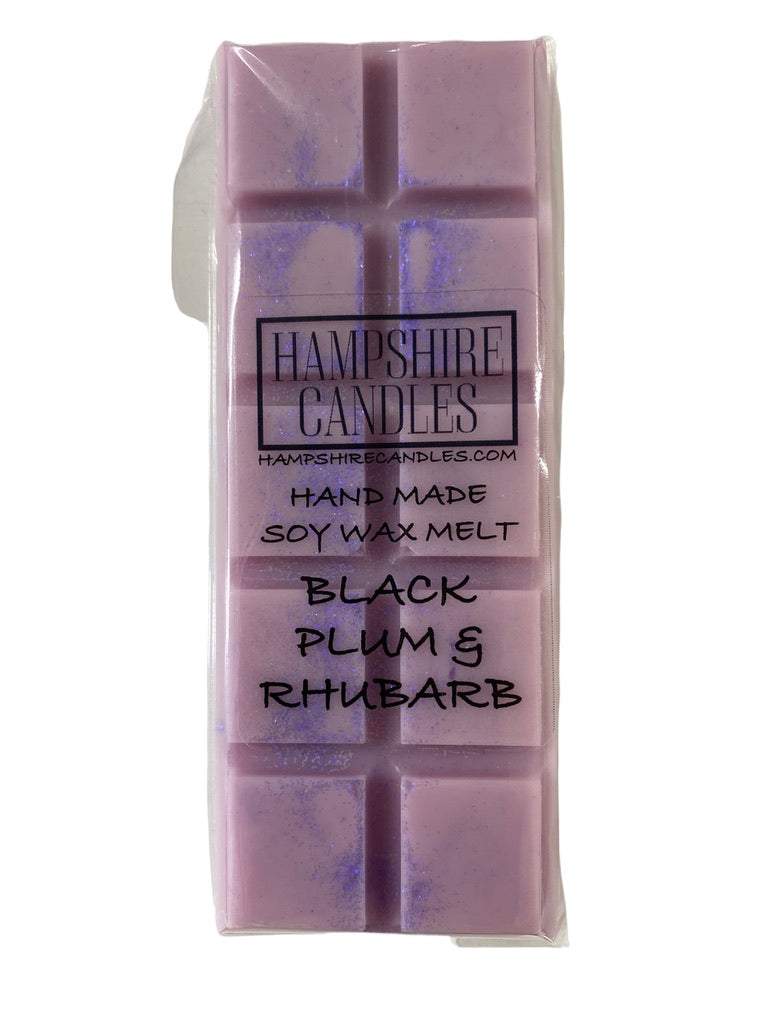 HAMPSHIRE
CANDLES
HAMPSHIRECANDLES.COM
HAND MADE
SOY WAX MELT
BLACK
PLUM &
RHUBARB